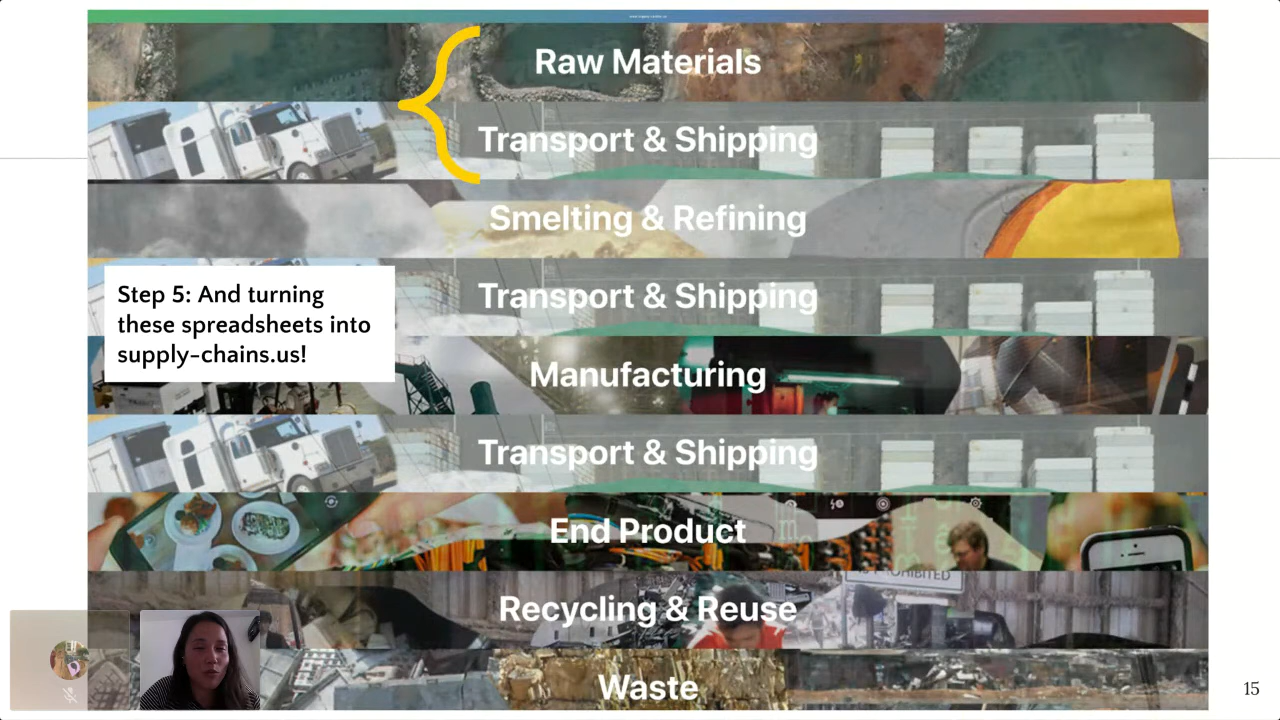 Raw Materials
Transport & Shipping
Smelting & Refining
Transport & Shipping
Step 5: And turning
these spreadsheets into
supply-chains.us!
Manufacturing
Transport & Shipping
End Product
PROHIBITED
Recycling & Reuse
Waste
15